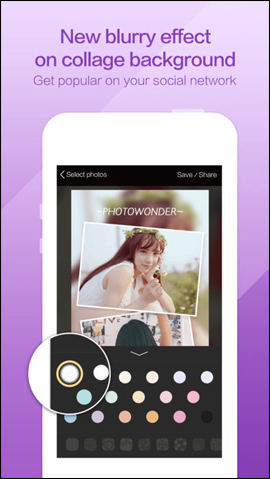 New blurry effect
on collage background
Get popular on your social network
Select photos
Save / Share
~PHOTOWONDER~